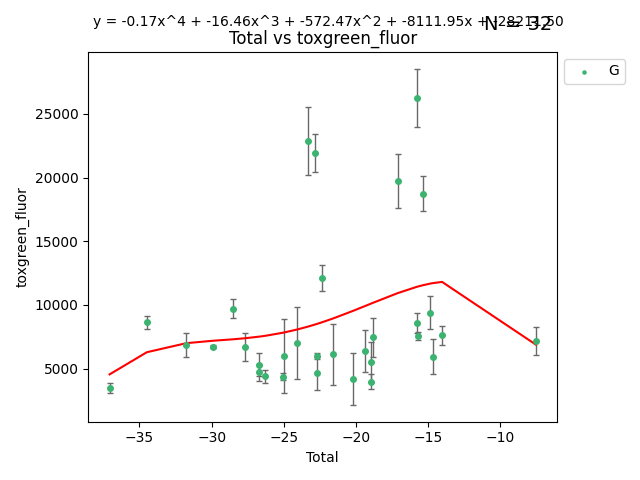 y = -0.17x^4 + -16.46x^3 + -572.47x^2 + -8111.95x +
N = 32
Total vs toxgreen_fluor
G
25000
20000
15000
10000
5000
toxgreen_fluor
−35 −30 −25 −20 −15 −10
Total